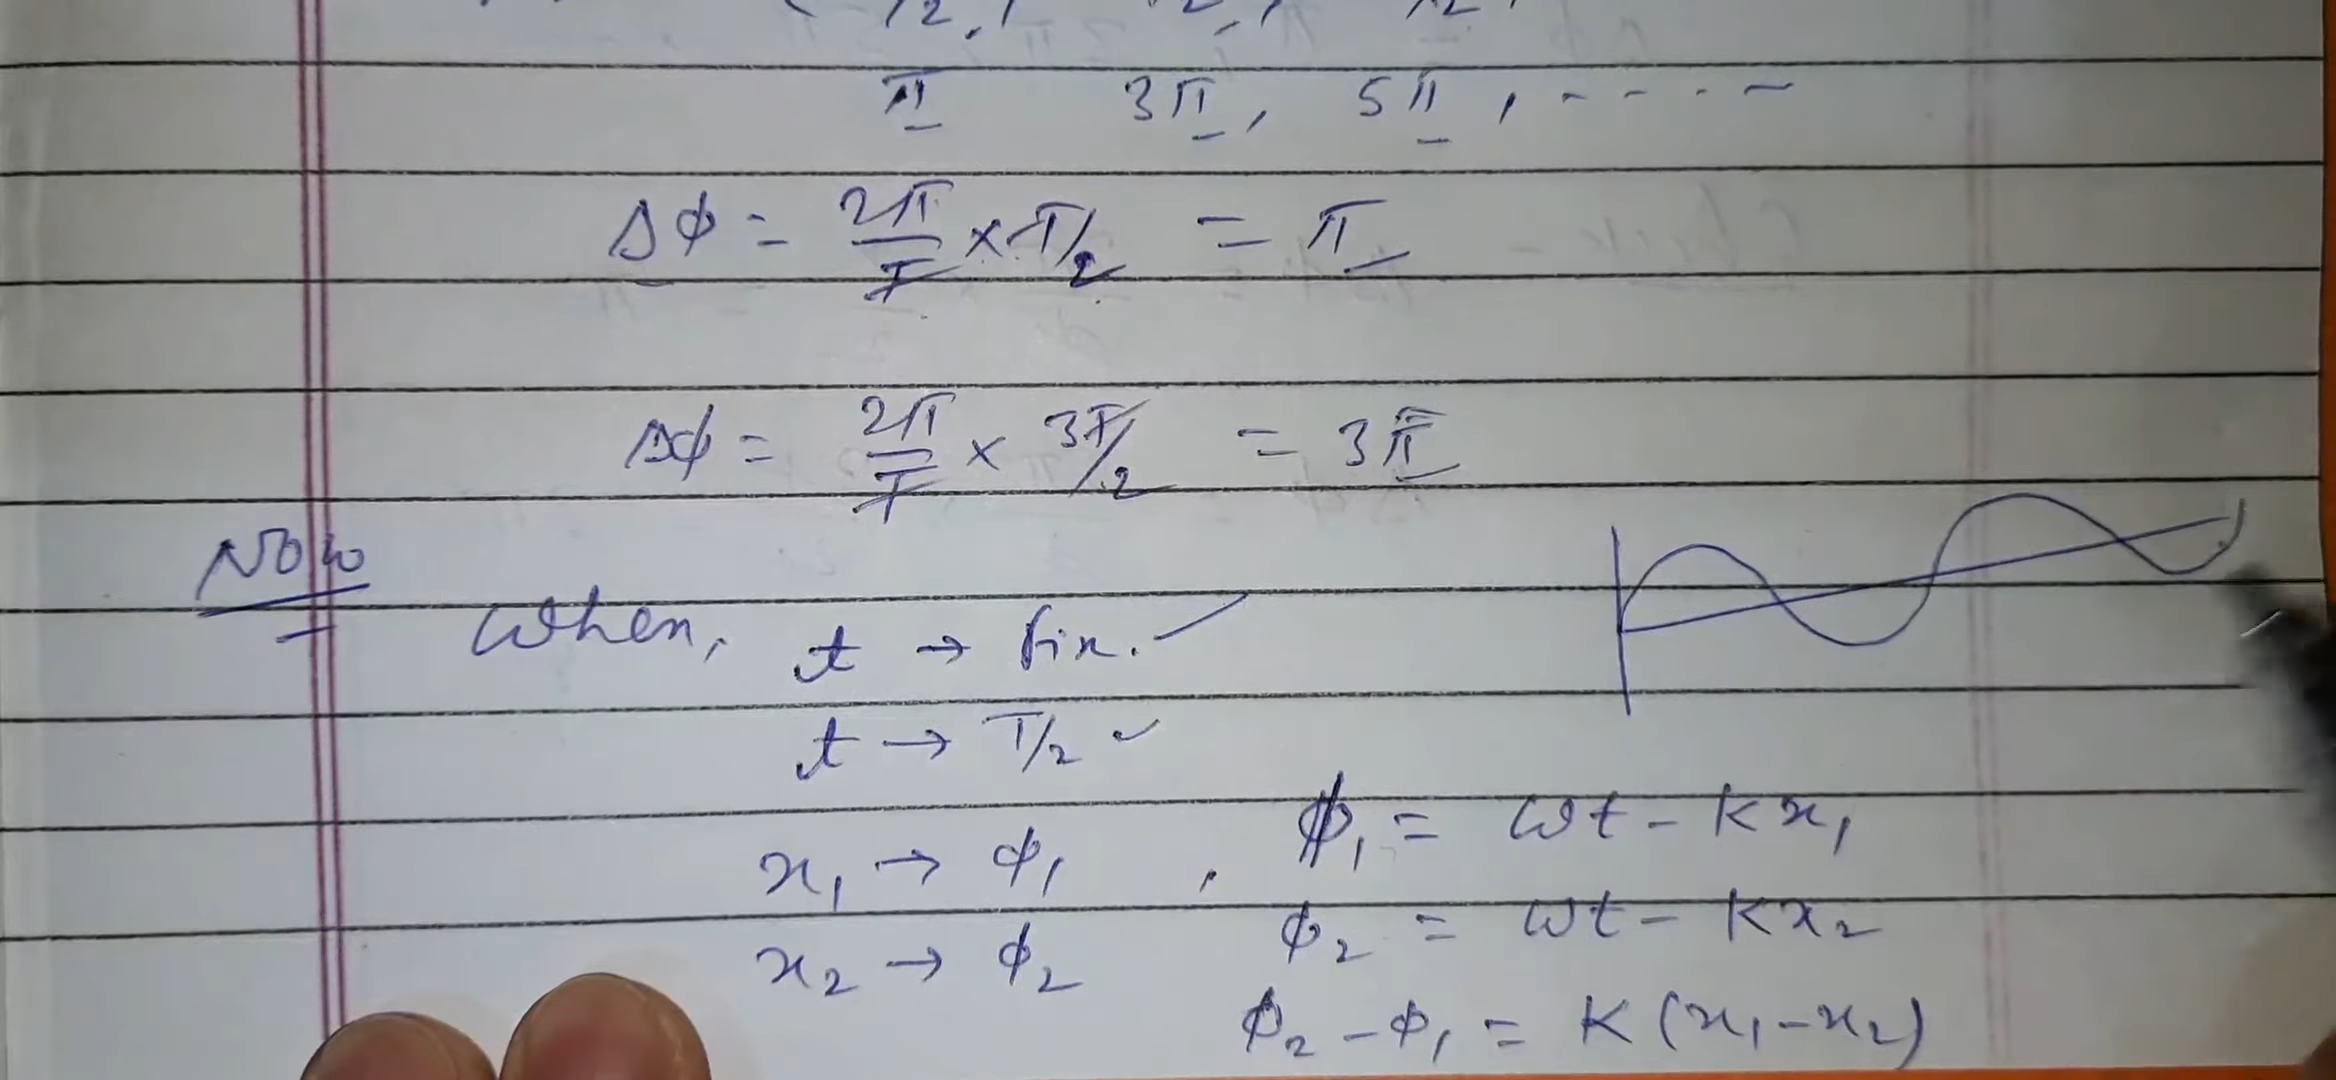 π 3π, 5π, - - - - -
Δφ = 2π/T × T/2 = π
Δφ = 2π/T × 3T/2 = 3π
Now
When, t → fix.
t → T/2
x₁ → φ₁ , φ₁ = ωt - Kx₁
x₂ → φ₂ φ₂ = ωt - Kx₂
φ₂ - φ₁ = K(x₁-x₂)